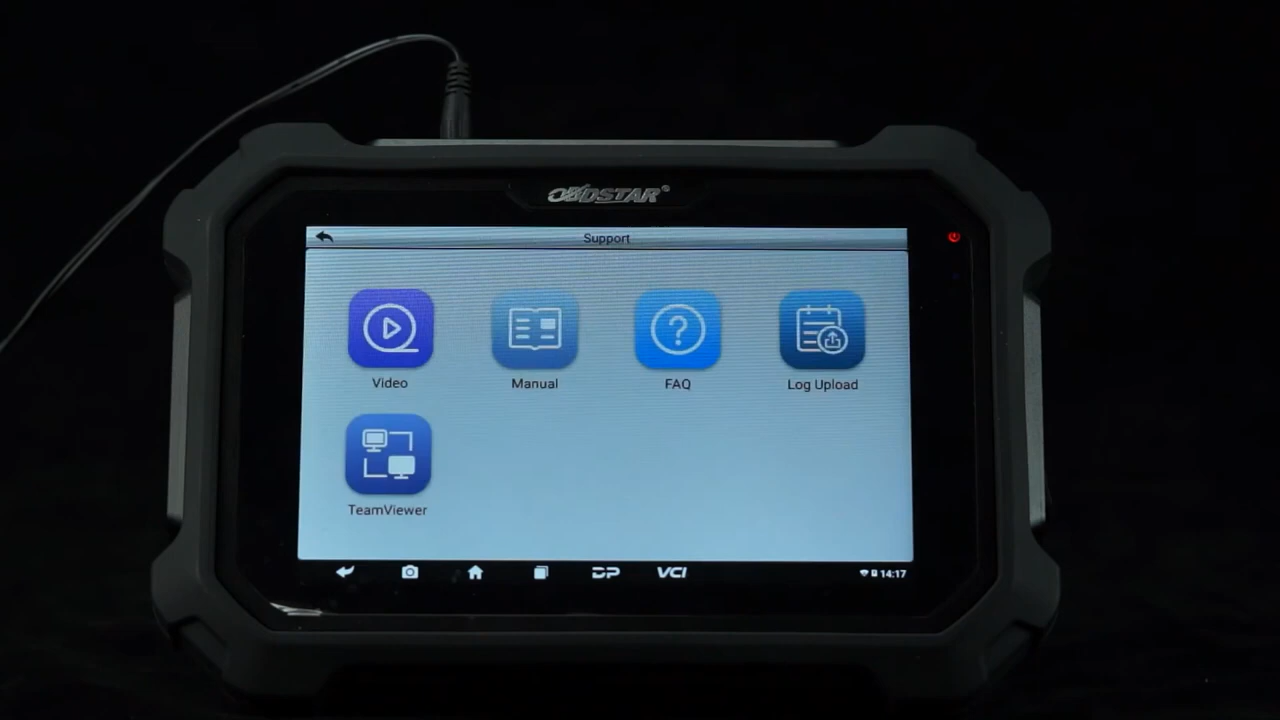 OBDSTAR®
Support
Video
Manual
FAQ
Log Upload
TeamViewer
DP
VCI
14:17